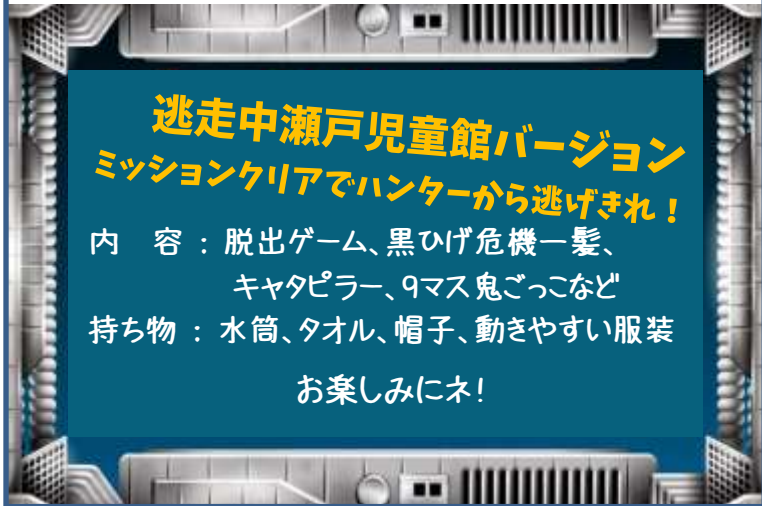 逃走中瀬戸児童館バージョン
ミッションクリアでハンターから逃げきれ！
内　容 ： 脱出ゲーム、黒ひげ危機一髪、
キャタピラー、9マス鬼ごっこなど
持ち物 ： 水筒、タオル、帽子、動きやすい服装
お楽しみにネ！